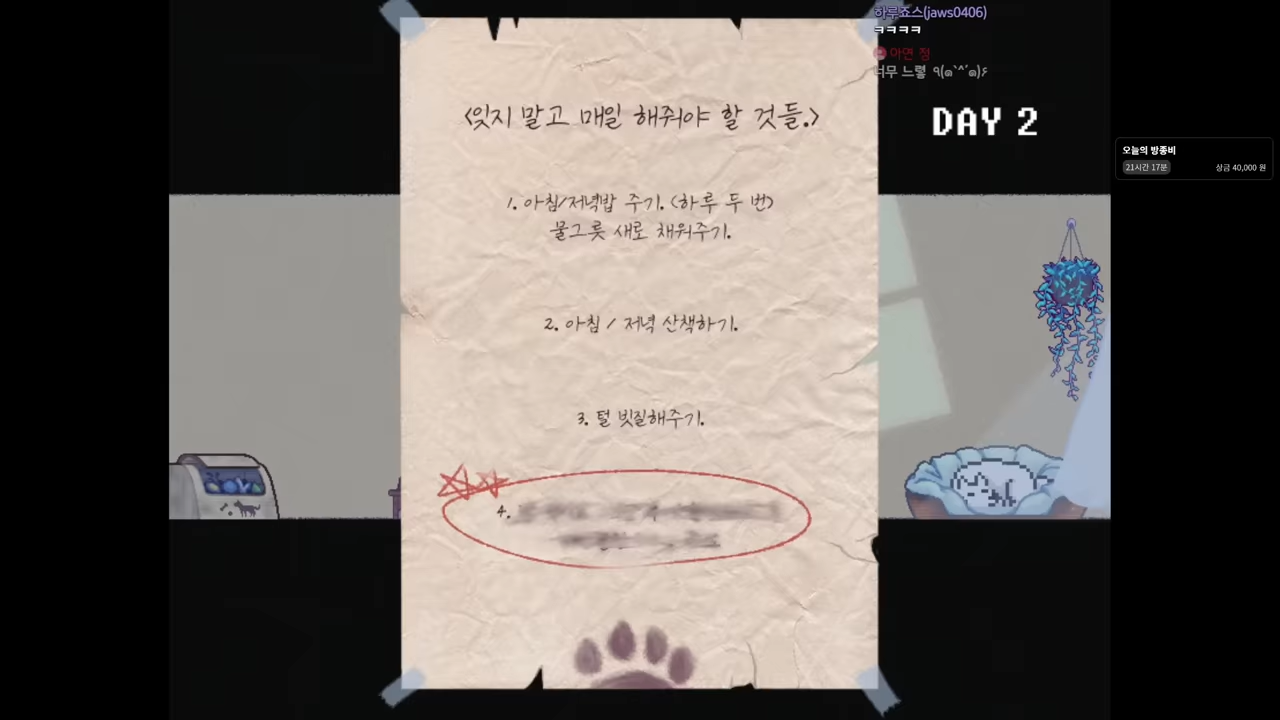 하루죠스(jaws0406)
ㅋㅋㅋㅋ
아연 정
너무 느렿 ٩(๑`^´๑)۶
DAY 2
오늘의 방종비
21시간 17분
상금 40,000 원
<잊지 말고 매일 해줘야 할 것들.>
1. 아침/저녁밥 주기. (하루 두 번)
물그릇 새로 채워주기.
2. 아침 / 저녁 산책하기.
3. 털 빗질해주기.
4.